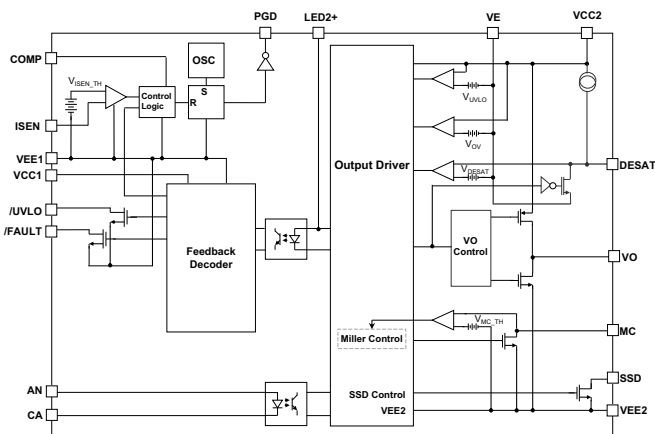 PGD LED2+ VE VCC2
COMP
OSC
V_ISEN_TH
Control
Logic
S
R
V_UVLO
ISEN
V_OV
VEE1
Output Driver
VCC1
V_DESAT
DESAT
/UVLO
/FAULT
Feedback
Decoder
VO
Control
VO
V_MC_TH
Miller Control
MC
SSD
AN
SSD Control
CA
VEE2
VEE2